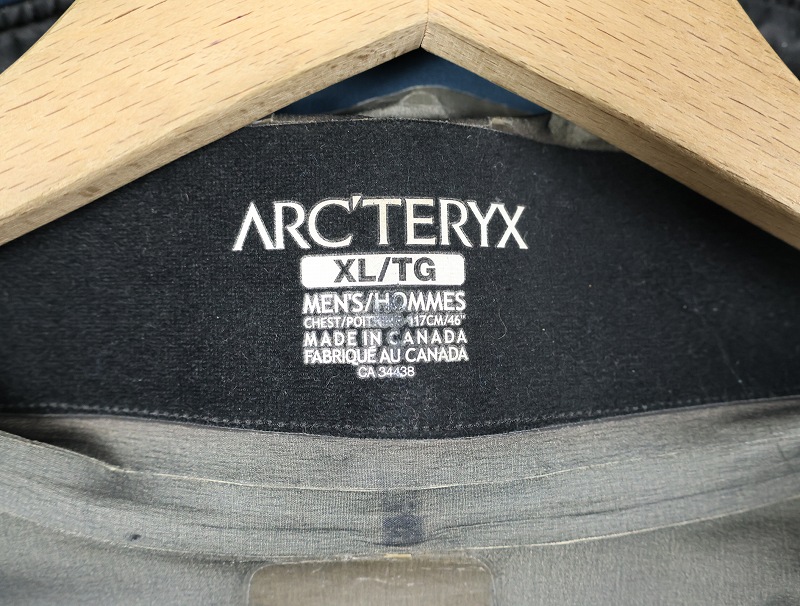 ARC'TERYX
XL/TG
MEN'S/HOMMES
117CM/46"
MADE IN CANADA
FABRIQUÉ AU CANADA
CA 34438